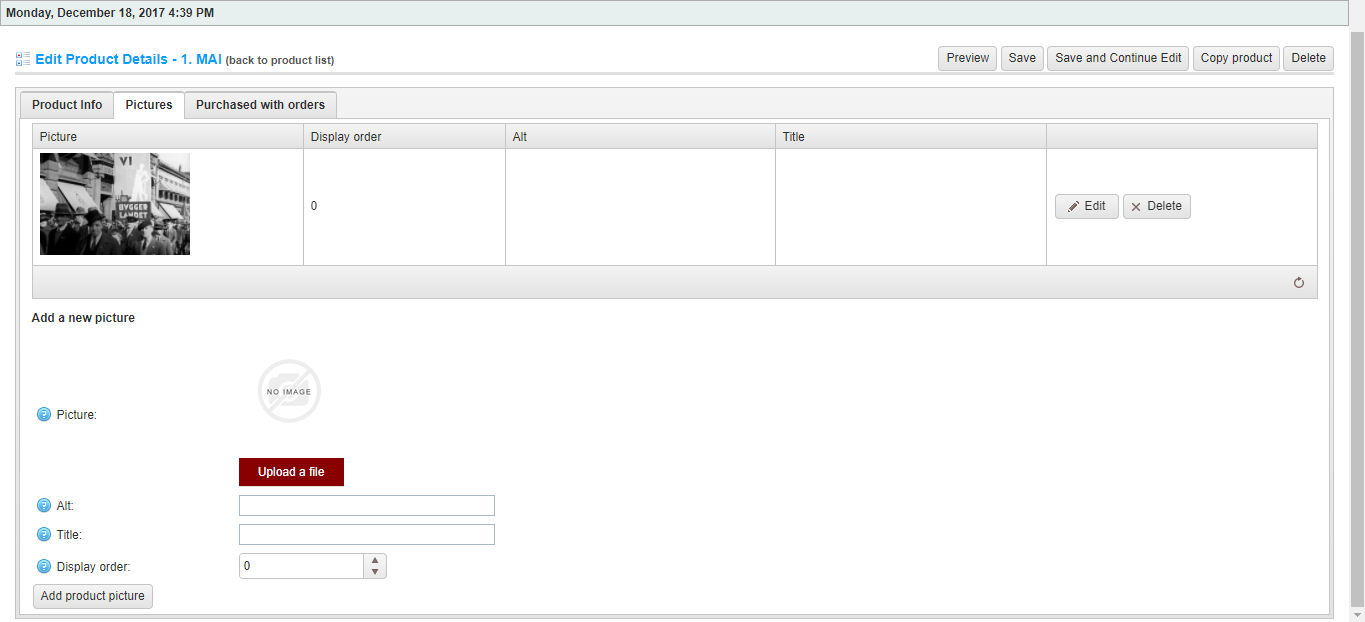 Monday, December 18, 2017 4:39 PM
Edit Product Details - 1. MAI (back to product list)
Preview Save Save and Continue Edit Copy product Delete
Product Info Pictures Purchased with orders
Picture Display order Alt Title
VI
BYGGER
LANDET
0 Edit Delete
Add a new picture
NO IMAGE
Picture:
Upload a file
Alt:
Title:
Display order: 0
Add product picture